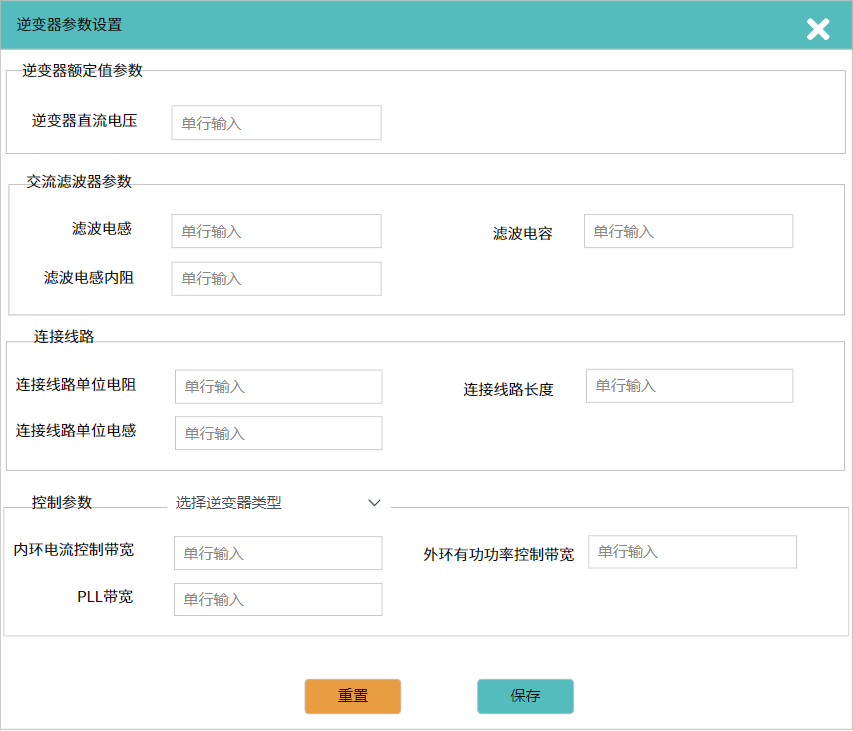 逆变器参数设置
逆变器额定值参数
逆变器直流电压 单行输入
交流滤波器参数
滤波电感 单行输入 滤波电容 单行输入
滤波电感内阻 单行输入
连接线路
连接线路单位电阻 单行输入 连接线路长度 单行输入
连接线路单位电感 单行输入
控制参数 选择逆变器类型
内环电流控制带宽 单行输入 外环有功功率控制带宽 单行输入
PLL带宽 单行输入
重置 保存